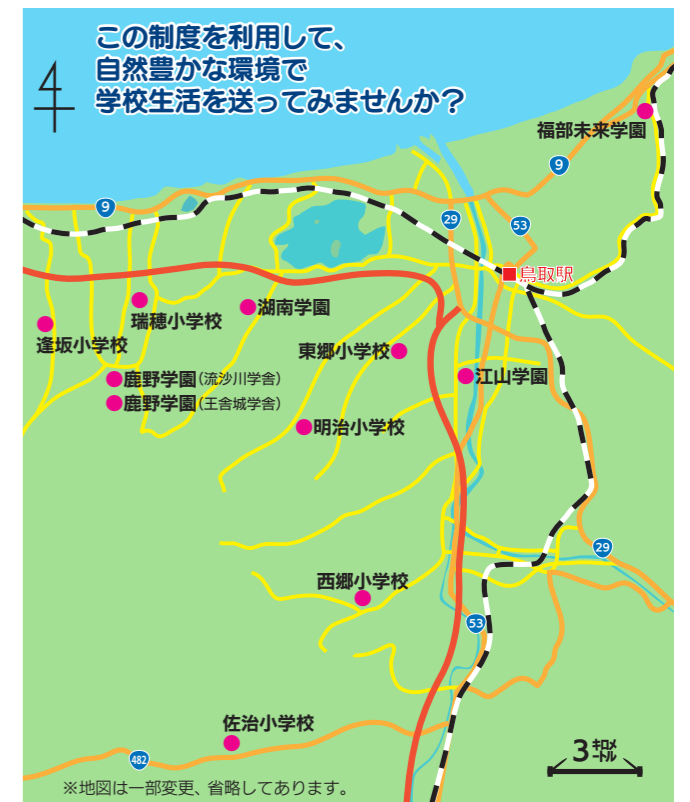 この制度を利用して、
自然豊かな環境で
学校生活を送ってみませんか?
福部未来学園
9
9
29
53
鳥取駅
瑞穂小学校
湖南学園
逢坂小学校
東郷小学校
鹿野学園(流沙川学舎)
江山学園
鹿野学園(王舎城学舎)
明治小学校
29
西郷小学校
53
佐治小学校
482
3キロメートル
※地図は一部変更、省略してあります。